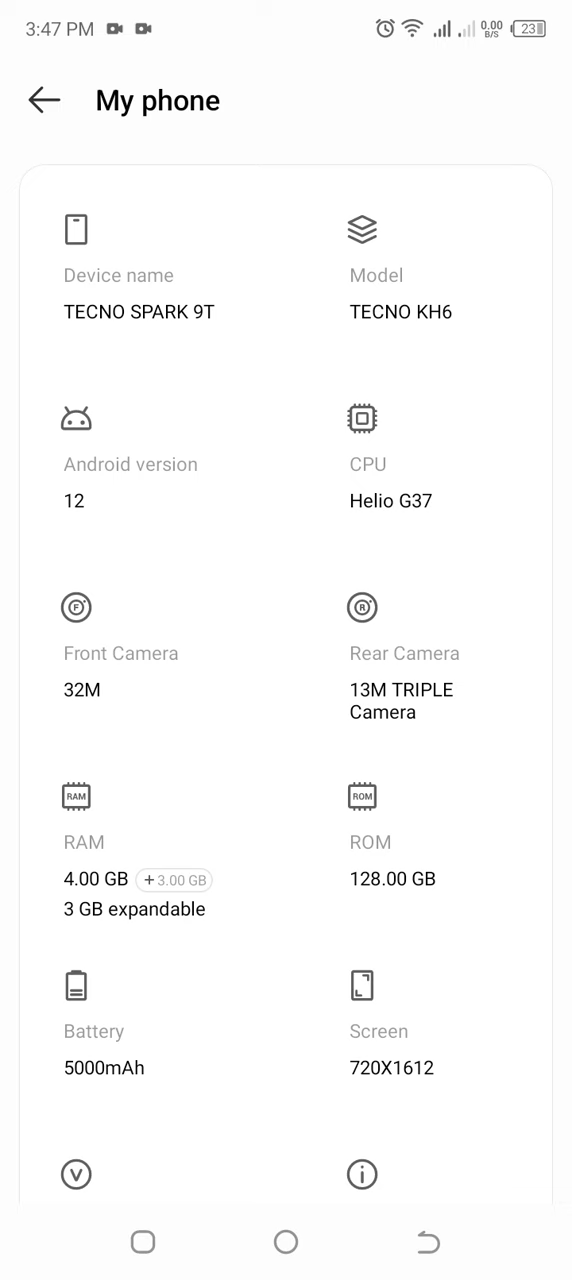 3:47 PM
0.00
B/S
23
My phone
Device name
Model
TECNO SPARK 9T
TECNO KH6
Android version
CPU
12
Helio G37
F
R
Front Camera
Rear Camera
32M
13M TRIPLE
Camera
RAM
ROM
RAM
ROM
4.00 GB +3.00 GB
128.00 GB
3 GB expandable
Battery
Screen
5000mAh
720X1612
V
i